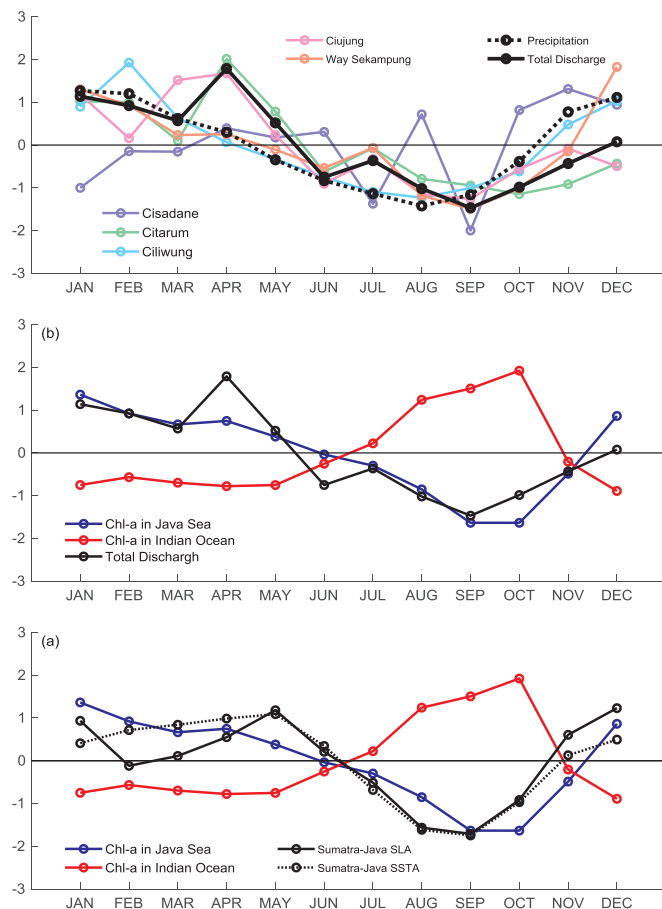 3
2
1
0
-1
-2
-3
Ciujung
Way Sekampung
Precipitation
Total Discharge
Cisadane
Citarum
Ciliwung
JAN FEB MAR APR MAY JUN JUL AUG SEP OCT NOV DEC
(b)
3
2
1
0
-1
-2
-3
Chl-a in Java Sea
Chl-a in Indian Ocean
Total Dischargh
JAN FEB MAR APR MAY JUN JUL AUG SEP OCT NOV DEC
(a)
3
2
1
0
-1
-2
-3
Chl-a in Java Sea
Chl-a in Indian Ocean
Sumatra-Java SLA
Sumatra-Java SSTA
JAN FEB MAR APR MAY JUN JUL AUG SEP OCT NOV DEC